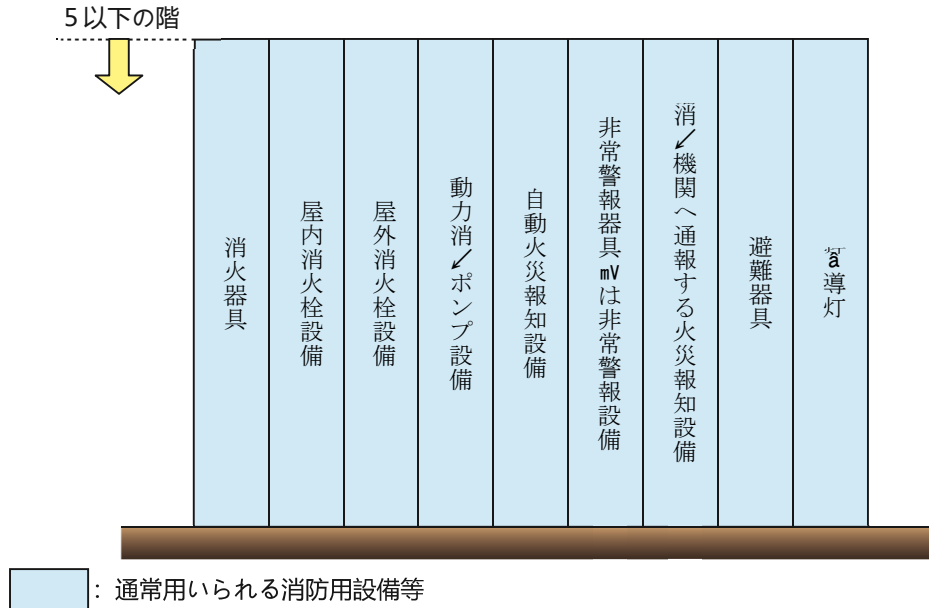 5以下の階
消火器具
屋内消火栓設備
屋外消火栓設備
動力消↙ポンプ設備
自動火災報知設備
非常警報器具mVは非常警報設備
消↙機関へ通報する火災報知設備
避難器具
導灯
：通常用いられる消防用設備等